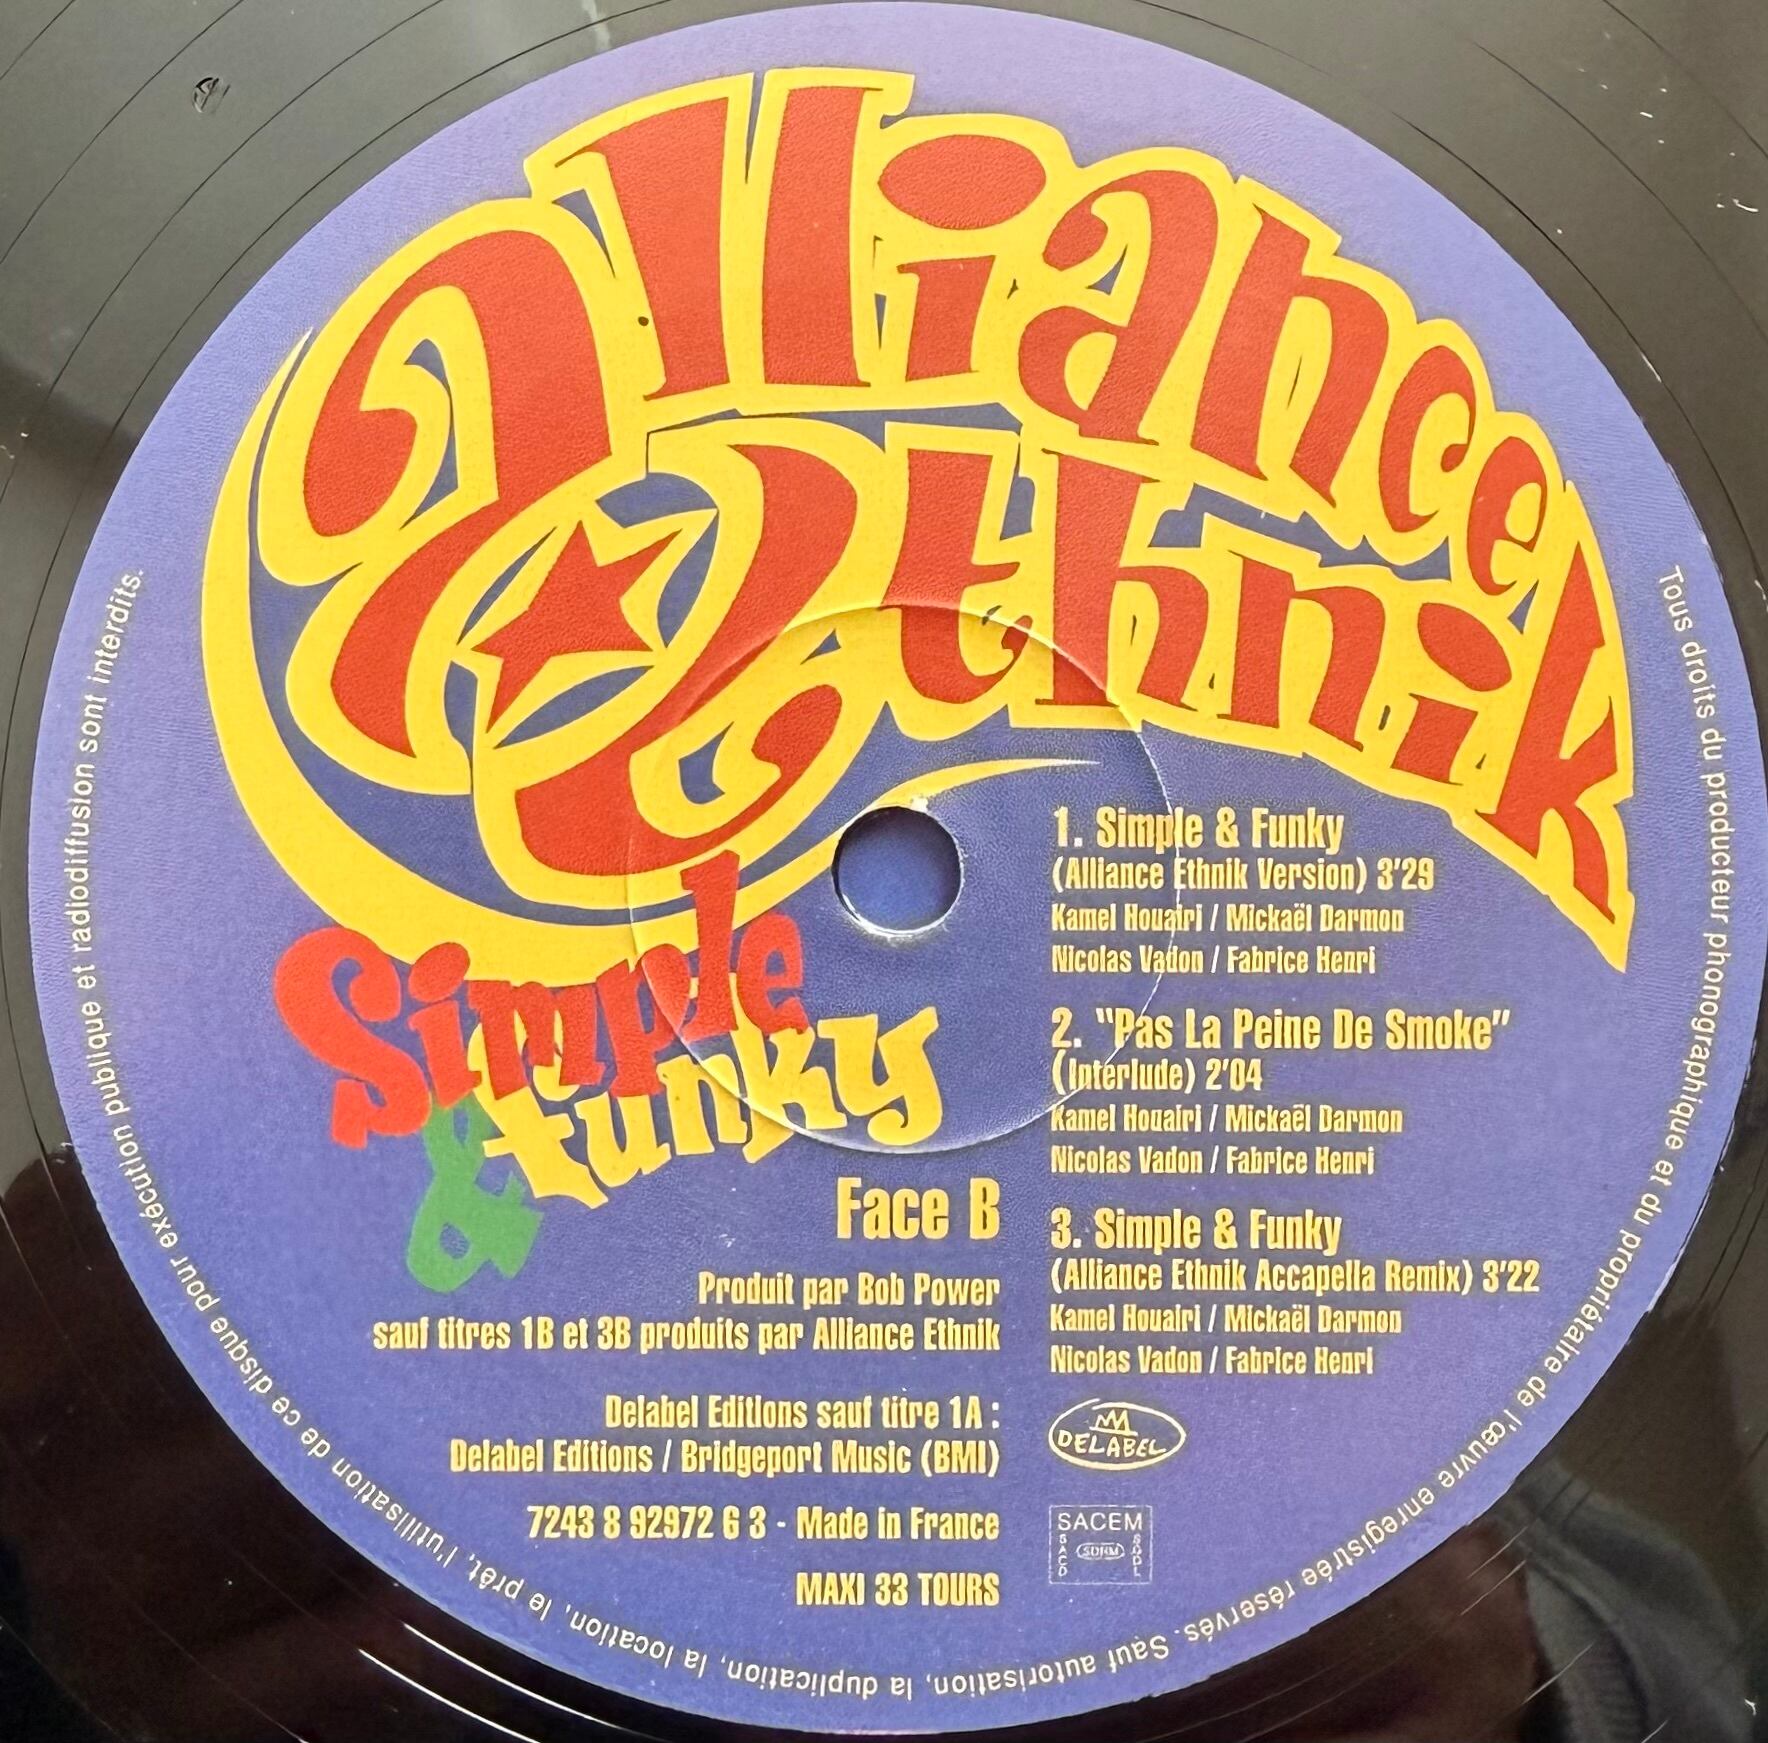 Alliance
Ethnik
Simple
&
funky
Face B
Produit par Bob Power
sauf titres 1B et 3B produits par Alliance Ethnik
Delabel Editions sauf titre 1A :
Delabel Editions / Bridgeport Music (BMI)
7243 8 92972 6 3 - Made in France
MAXI 33 TOURS
1. Simple & Funky
(Alliance Ethnik Version) 3'29
Kamel Houairi / Mickaël Darmon
Nicolas Vadon / Fabrice Henri
2. "Pas La Peine De Smoke"
(Interlude) 2'04
Kamel Houairi / Mickaël Darmon
Nicolas Vadon / Fabrice Henri
3. Simple & Funky
(Alliance Ethnik Accapella Remix) 3'22
Kamel Houairi / Mickaël Darmon
Nicolas Vadon / Fabrice Henri
DELABEL
SACEM
SACD
SDRM
SGDL
Tous droits du producteur phonographique et du propriétaire de l'œuvre enregistrée réservés. Sauf autorisation, la duplication, la location, le prêt, l'utilisation de ce disque pour exécution publique et radiodiffusion sont interdits.